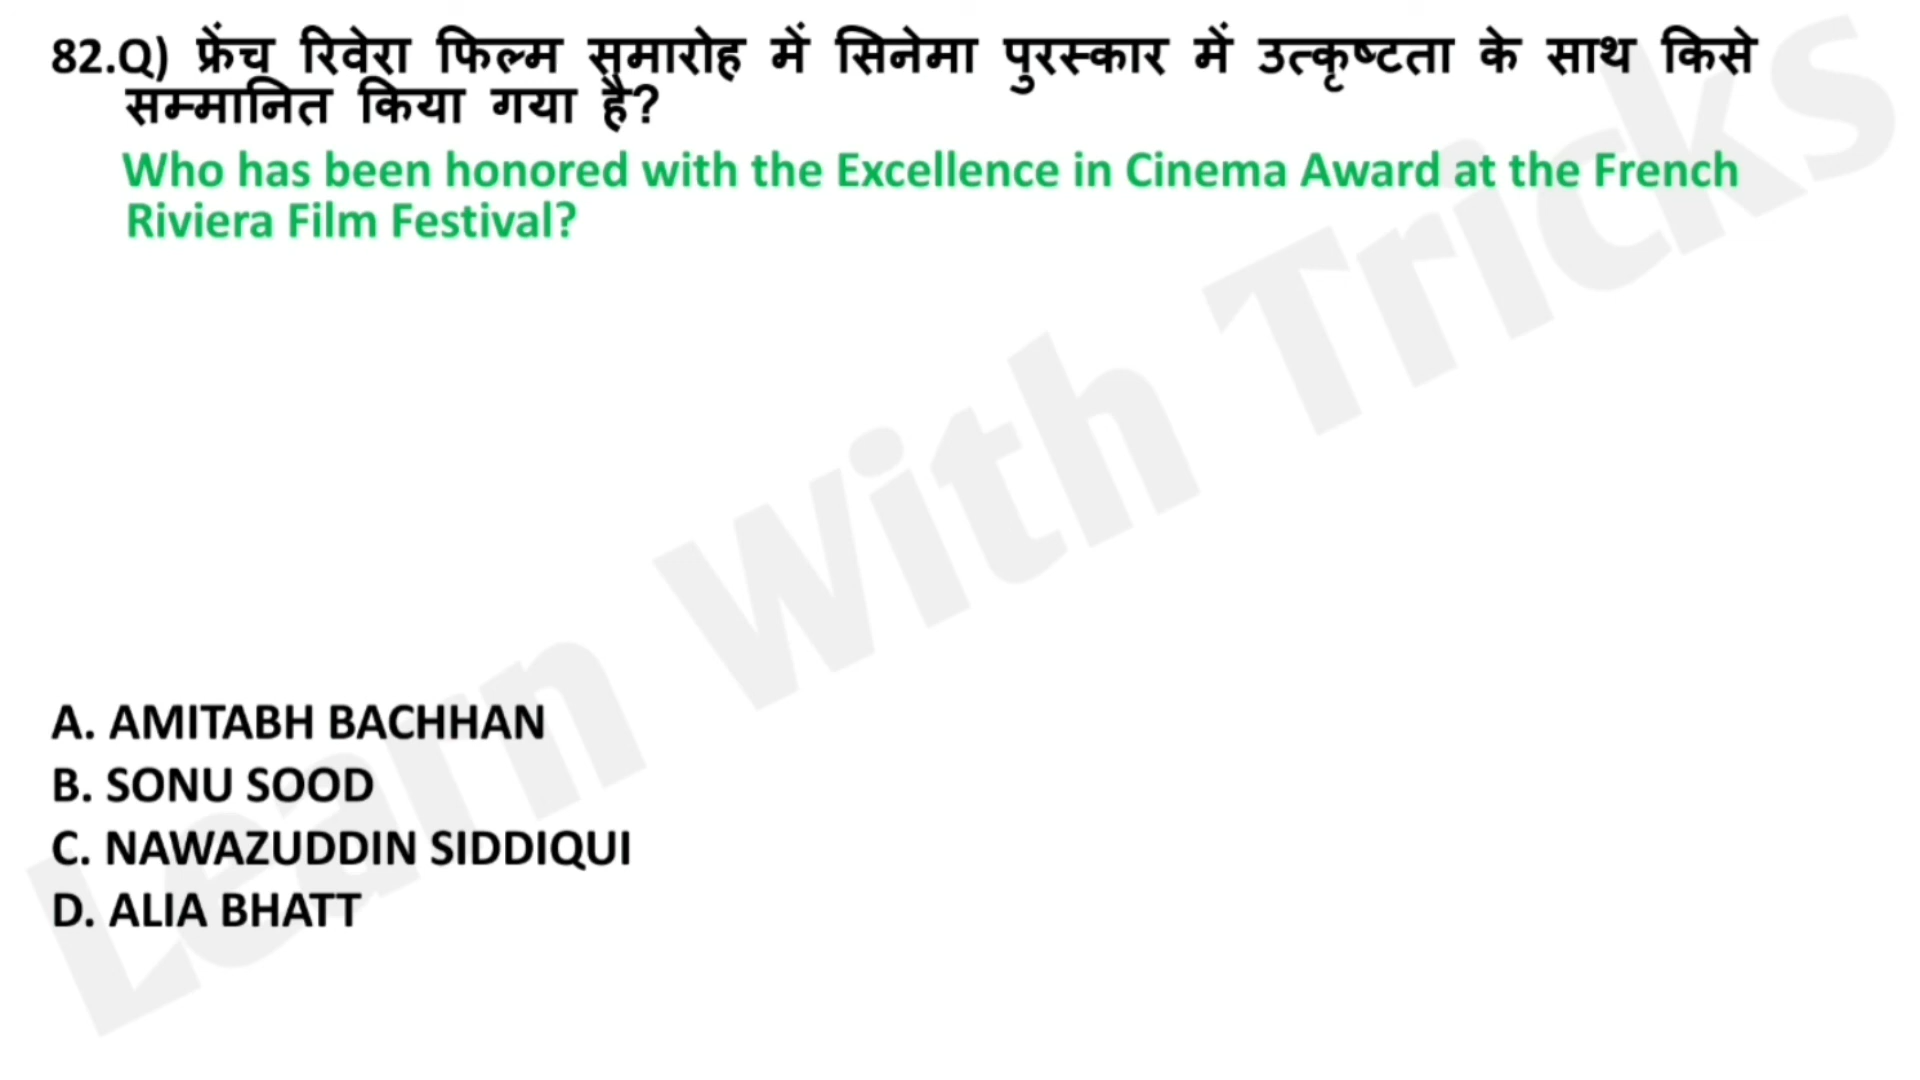 82.Q) फ्रेंच रिवेरा फिल्म समारोह में सिनेमा पुरस्कार में उत्कृष्टता के साथ किसे
सम्मानित किया गया है?
Who has been honored with the Excellence in Cinema Award at the French
Riviera Film Festival?
Learn With Tricks
A. AMITABH BACHHAN
B. SONU SOOD
C. NAWAZUDDIN SIDDIQUI
D. ALIA BHATT